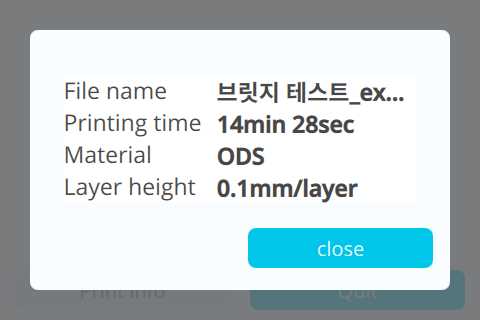 File name 브릿지 테스트_ex...
Printing time 14min 28sec
Material ODS
Layer height 0.1mm/layer
close
Print info Quit